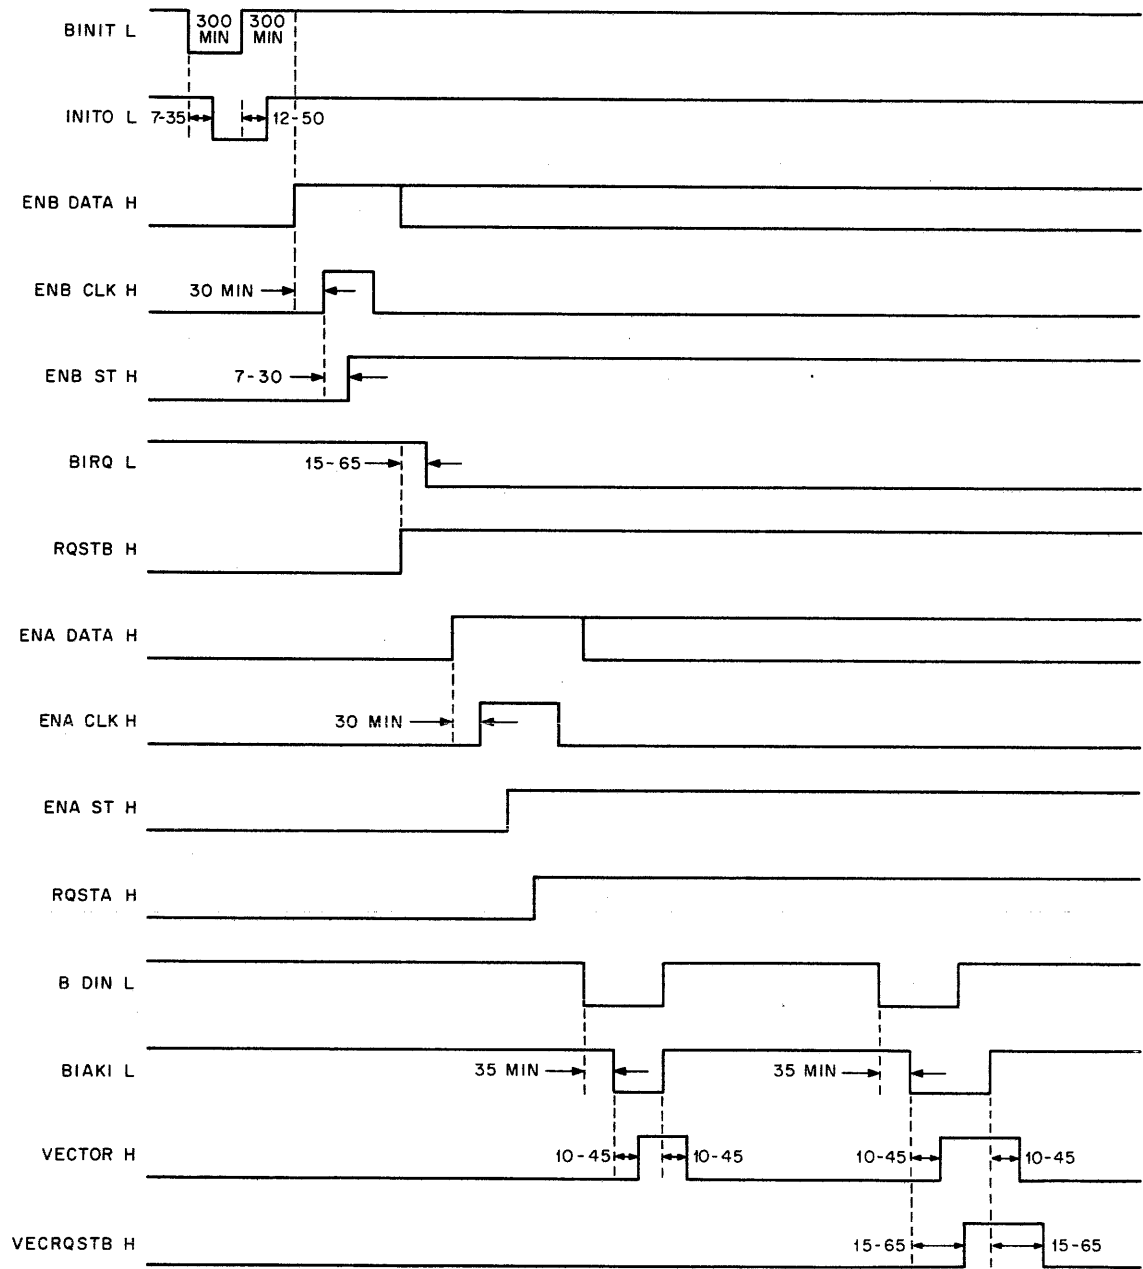 BINIT L
300 MIN
300 MIN
INITO L
7-35
12-50
ENB DATA H
ENB CLK H
30 MIN
ENB ST H
7-30
BIRQ L
15-65
RQSTB H
ENA DATA H
ENA CLK H
30 MIN
ENA ST H
RQSTA H
B DIN L
BIAKI L
35 MIN
35 MIN
VECTOR H
10-45
10-45
10-45
10-45
VECRQSTB H
15-65
15-65